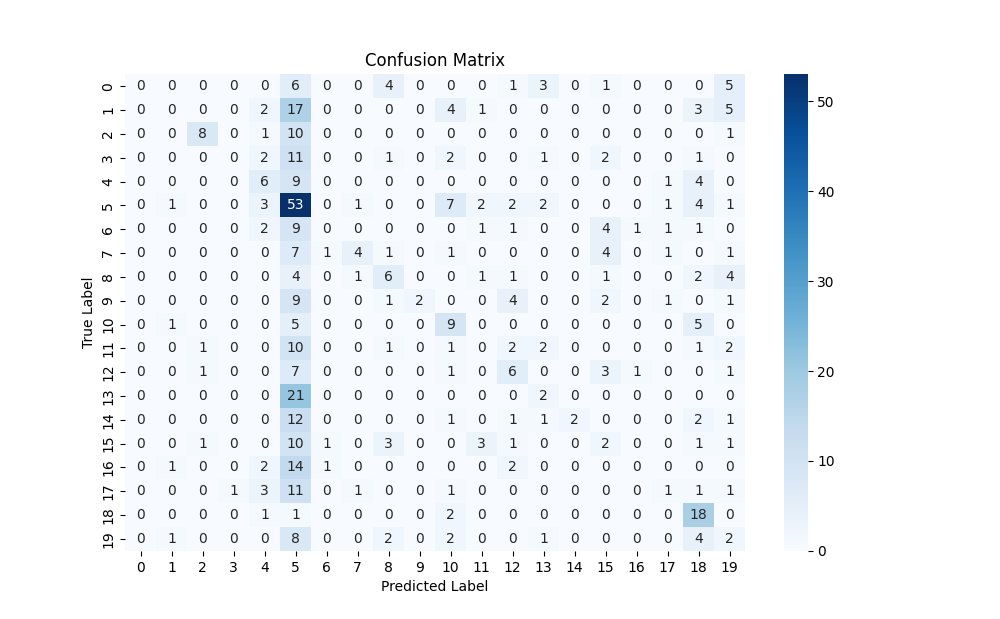 Confusion Matrix
0 0 0 0 0 0 6 0 0 4 0 0 0 1 3 0 1 0 0 0 5
1 0 0 0 0 2 17 0 0 0 0 4 1 0 0 0 0 0 0 3 5
2 0 0 8 0 1 10 0 0 0 0 0 0 0 0 0 0 0 0 0 1
3 0 0 0 0 2 11 0 0 1 0 2 0 0 1 0 2 0 0 1 0
4 0 0 0 0 6 9 0 0 0 0 0 0 0 0 0 0 0 1 4 0
5 0 1 0 0 3 53 0 1 0 0 7 2 2 2 0 0 0 1 4 1
6 0 0 0 0 2 9 0 0 0 0 0 1 1 0 0 4 1 1 1 0
7 0 0 0 0 0 7 1 4 1 0 1 0 0 0 0 4 0 1 0 1
8 0 0 0 0 0 4 0 1 6 0 0 1 1 0 0 1 0 0 2 4
9 0 0 0 0 0 9 0 0 1 2 0 0 4 0 0 2 0 1 0 1
10 0 1 0 0 0 5 0 0 0 0 9 0 0 0 0 0 0 0 5 0
11 0 0 1 0 0 10 0 0 1 0 1 0 2 2 0 0 0 0 1 2
12 0 0 1 0 0 7 0 0 0 0 1 0 6 0 0 3 1 0 0 1
13 0 0 0 0 0 21 0 0 0 0 0 0 0 2 0 0 0 0 0 0
14 0 0 0 0 0 12 0 0 0 0 1 0 1 1 2 0 0 0 2 1
15 0 0 1 0 0 10 1 0 3 0 0 3 1 0 0 2 0 0 1 1
16 0 1 0 0 2 14 1 0 0 0 0 0 2 0 0 0 0 0 0 0
17 0 0 0 1 3 11 0 1 0 0 1 0 0 0 0 0 0 1 1 1
18 0 0 0 0 1 1 0 0 0 0 2 0 0 0 0 0 0 0 18 0
19 0 1 0 0 0 8 0 0 2 0 2 0 0 1 0 0 0 0 4 2
0 1 2 3 4 5 6 7 8 9 10 11 12 13 14 15 16 17 18 19
Predicted Label
True Label
50
40
30
20
10
0